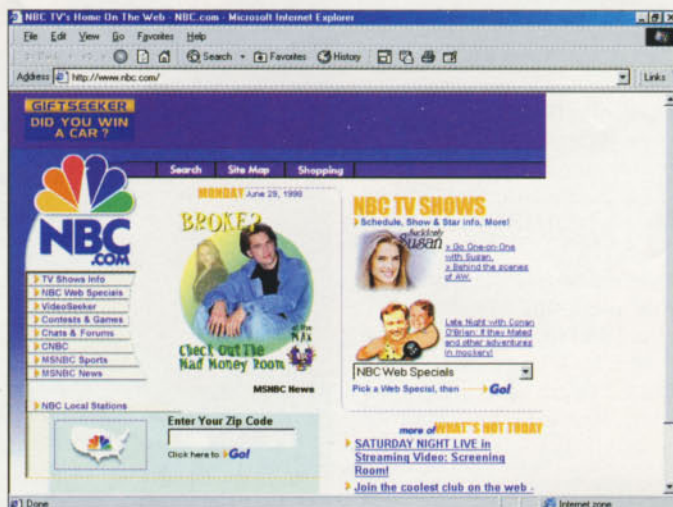 NBC TV's Home On The Web - NBC.com - Microsoft Internet Explorer
File Edit View Go Favorites Help
Search Favorites History
Address http://www.nbc.com/ Links
GIFTSEEKER
DID YOU WIN
A CAR?
Search Site Map Shopping
NBC
.COM
TV Shows Info
NBC Web Specials
VideoSeeker
Contests & Games
Chats & Forums
CNBC
MSNBC Sports
MSNBC News
NBC Local Stations
MONDAY June 29, 1998
BROKE?
Check Out The
Mad Money Room
at the
MAX
MSNBC News
Enter Your Zip Code
Click here to Go!
NBC TV SHOWS
Schedule, Show & Star info, More!
Suddenly
Susan
» Go One-on-One
with Susan.
» Behind the scenes
of AW.
Late Night with Conan
O'Brien: If they Mated
and other adventures
in mockery!
NBC Web Specials
Pick a Web Special, then Go!
more of WHAT'S HOT TODAY
SATURDAY NIGHT LIVE in
Streaming Video: Screening
Room!
Join the coolest club on the web -
Done Internet zone